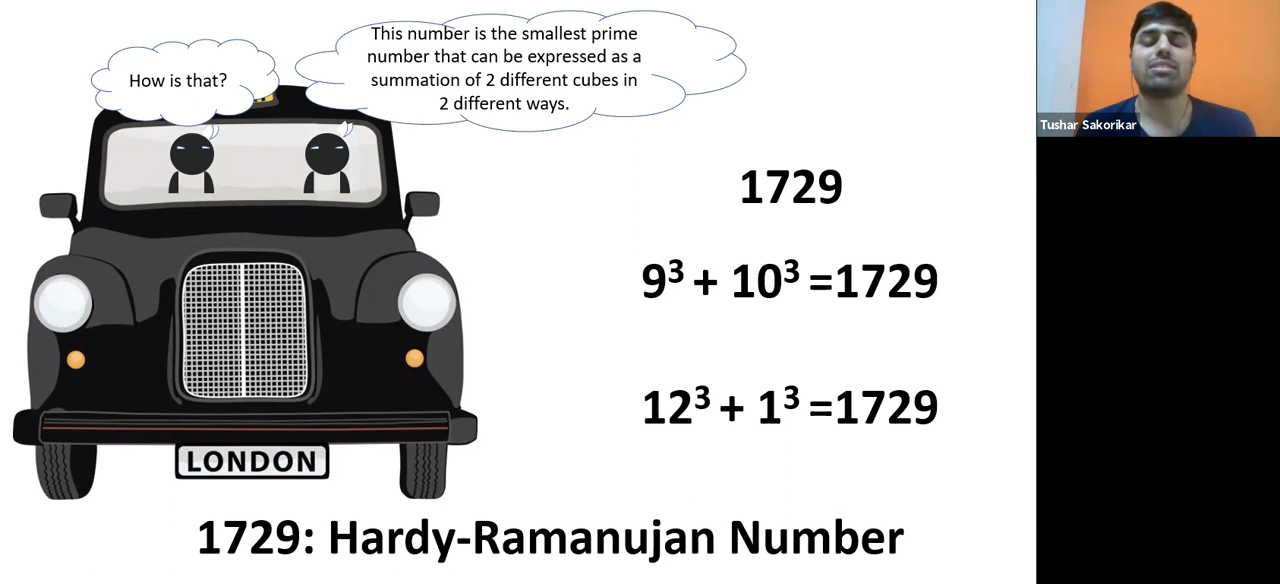 How is that?
This number is the smallest prime
number that can be expressed as a
summation of 2 different cubes in
2 different ways.
Tushar Sakorikar
1729
9³ + 10³ =1729
12³ + 1³ =1729
LONDON
1729: Hardy-Ramanujan Number